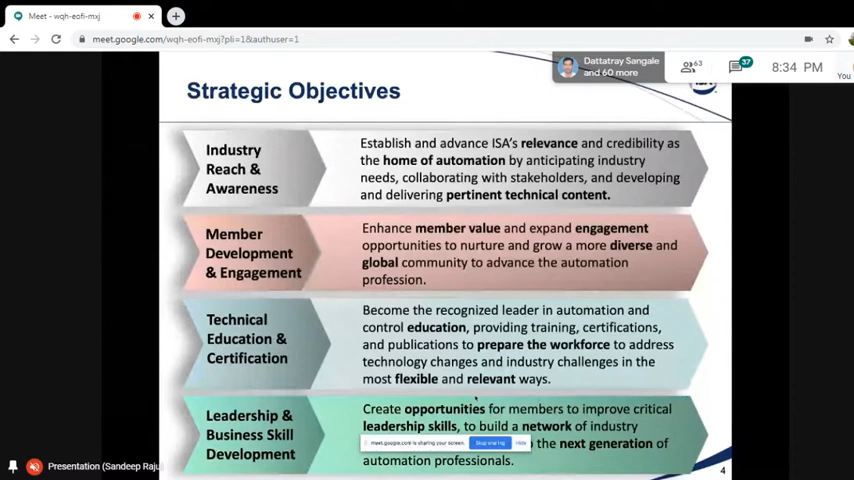 Meet - wqh-eofi-mxj
meet.google.com/wqh-eofi-mxj?pli=1&authuser=1
Dattatray Sangale
and 60 more
63
37
8:34 PM
You
Strategic Objectives
Industry
Reach &
Awareness
Establish and advance ISA's relevance and credibility as
the home of automation by anticipating industry
needs, collaborating with stakeholders, and developing
and delivering pertinent technical content.
Member
Development
& Engagement
Enhance member value and expand engagement
opportunities to nurture and grow a more diverse and
global community to advance the automation
profession.
Technical
Education &
Certification
Become the recognized leader in automation and
control education, providing training, certifications,
and publications to prepare the workforce to address
technology changes and industry challenges in the
most flexible and relevant ways.
Leadership &
Business Skill
Development
Create opportunities for members to improve critical
leadership skills, to build a network of industry
meet.google.com is sharing your screen. Stop sharing Hide
the next generation of
automation professionals.
4
Presentation (Sandeep Raju